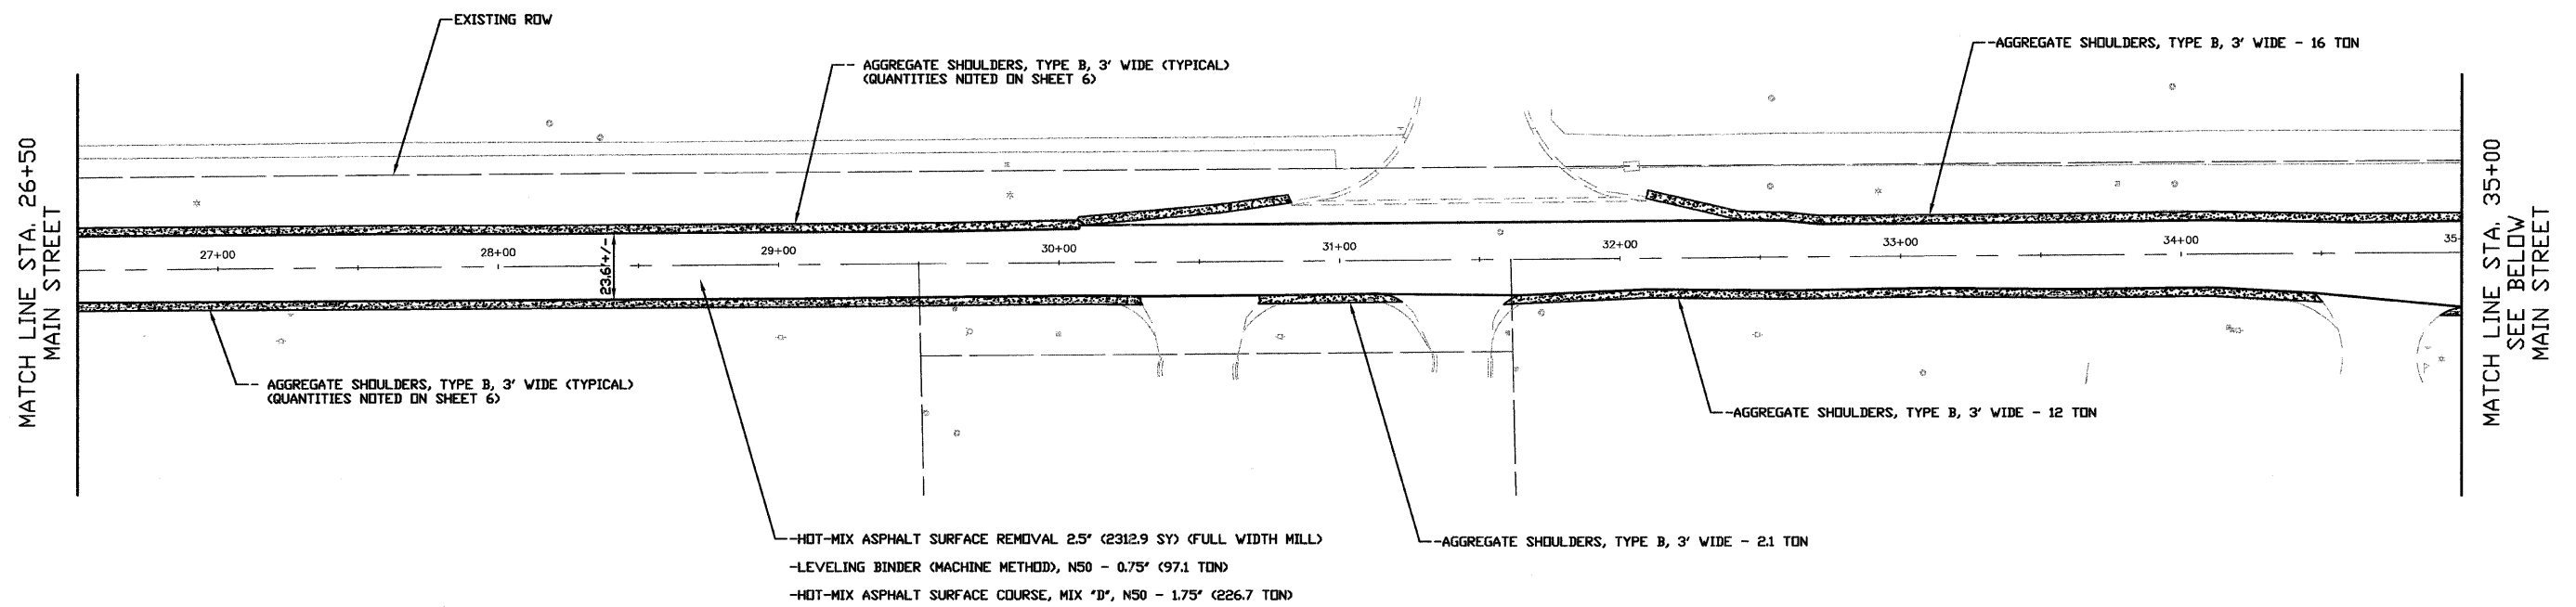 -EXISTING ROW
-AGGREGATE SHOULDERS, TYPE B, 3' WIDE - 16 TON
-- AGGREGATE SHOULDERS, TYPE B, 3' WIDE (TYPICAL)
(QUANTITIES NOTED ON SHEET 6)
MATCH LINE STA. 26+50
MAIN STREET
27+00
28+00
23.6'+/-
29+00
30+00
31+00
32+00
33+00
34+00
35-
MATCH LINE STA. 35+00
SEE BELOW
MAIN STREET
-- AGGREGATE SHOULDERS, TYPE B, 3' WIDE (TYPICAL)
(QUANTITIES NOTED ON SHEET 6)
--AGGREGATE SHOULDERS, TYPE B, 3' WIDE - 12 TON
--HOT-MIX ASPHALT SURFACE REMOVAL 2.5" (2312.9 SY) (FULL WIDTH MILL)
-LEVELING BINDER (MACHINE METHOD), N50 - 0.75" (97.1 TON)
-HOT-MIX ASPHALT SURFACE COURSE, MIX "D", N50 - 1.75" (226.7 TON)
--AGGREGATE SHOULDERS, TYPE B, 3' WIDE - 2.1 TON